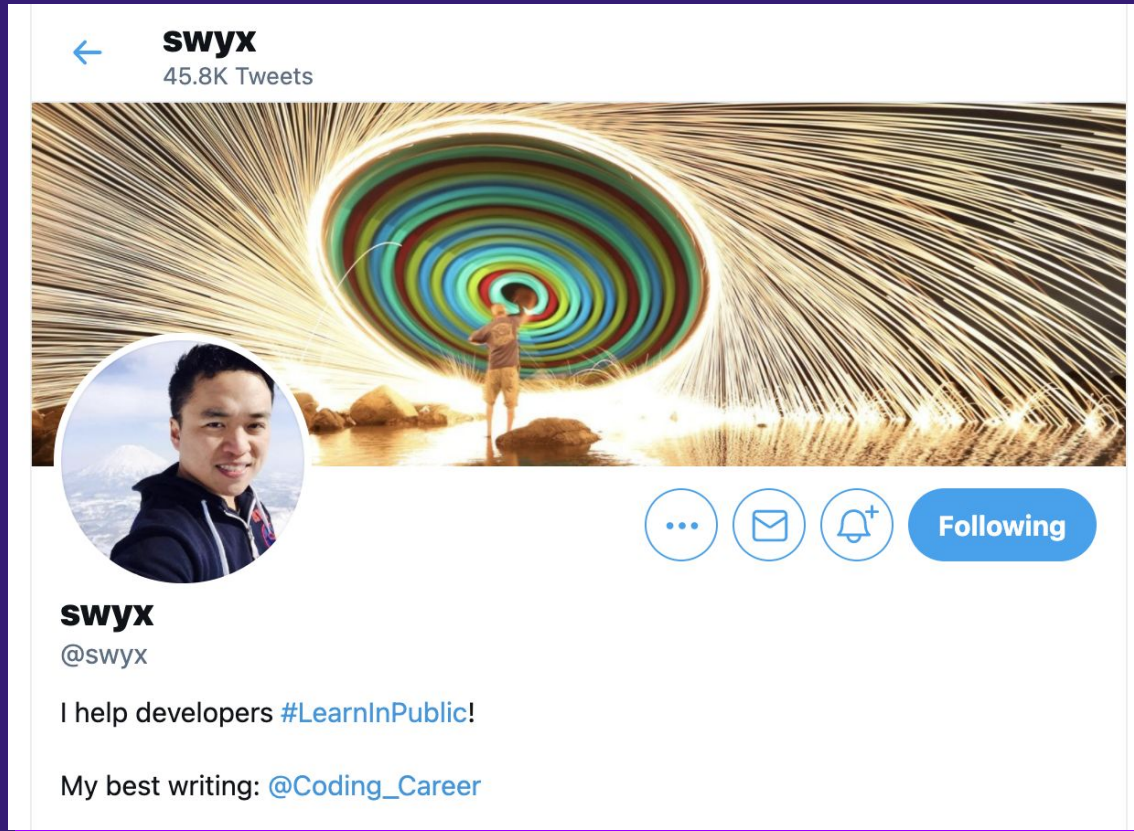 swyx
45.8K Tweets
Following
swyx
@swyx
I help developers #LearnInPublic!
My best writing: @Coding_Career